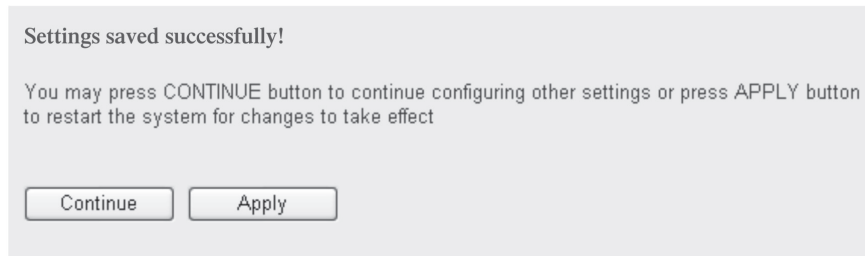 Settings saved successfully!
You may press CONTINUE button to continue configuring other settings or press APPLY button
to restart the system for changes to take effect
Continue Apply